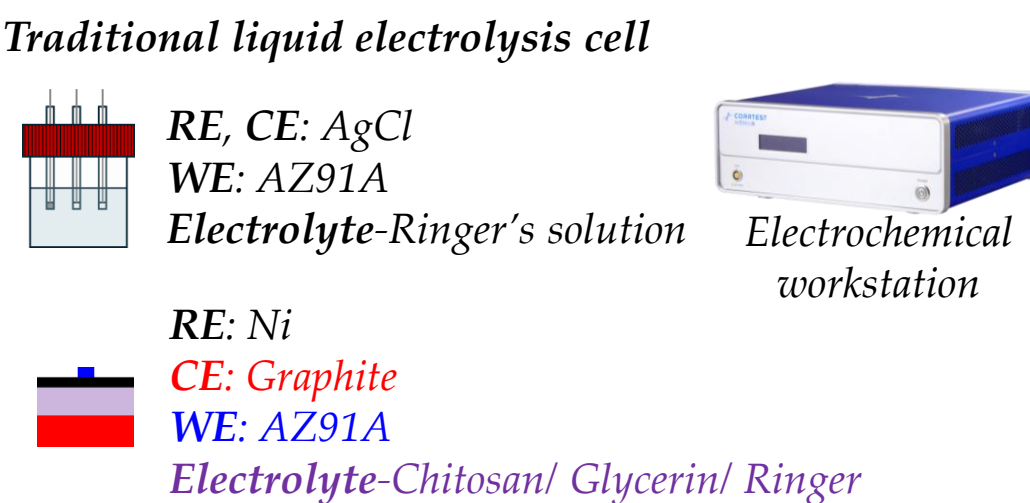 Traditional liquid electrolysis cell
RE, CE: AgCl
WE: AZ91A
Electrolyte-Ringer's solution
CORRTEST
Electrochemical
workstation
RE: Ni
CE: Graphite
WE: AZ91A
Electrolyte-Chitosan/ Glycerin/ Ringer